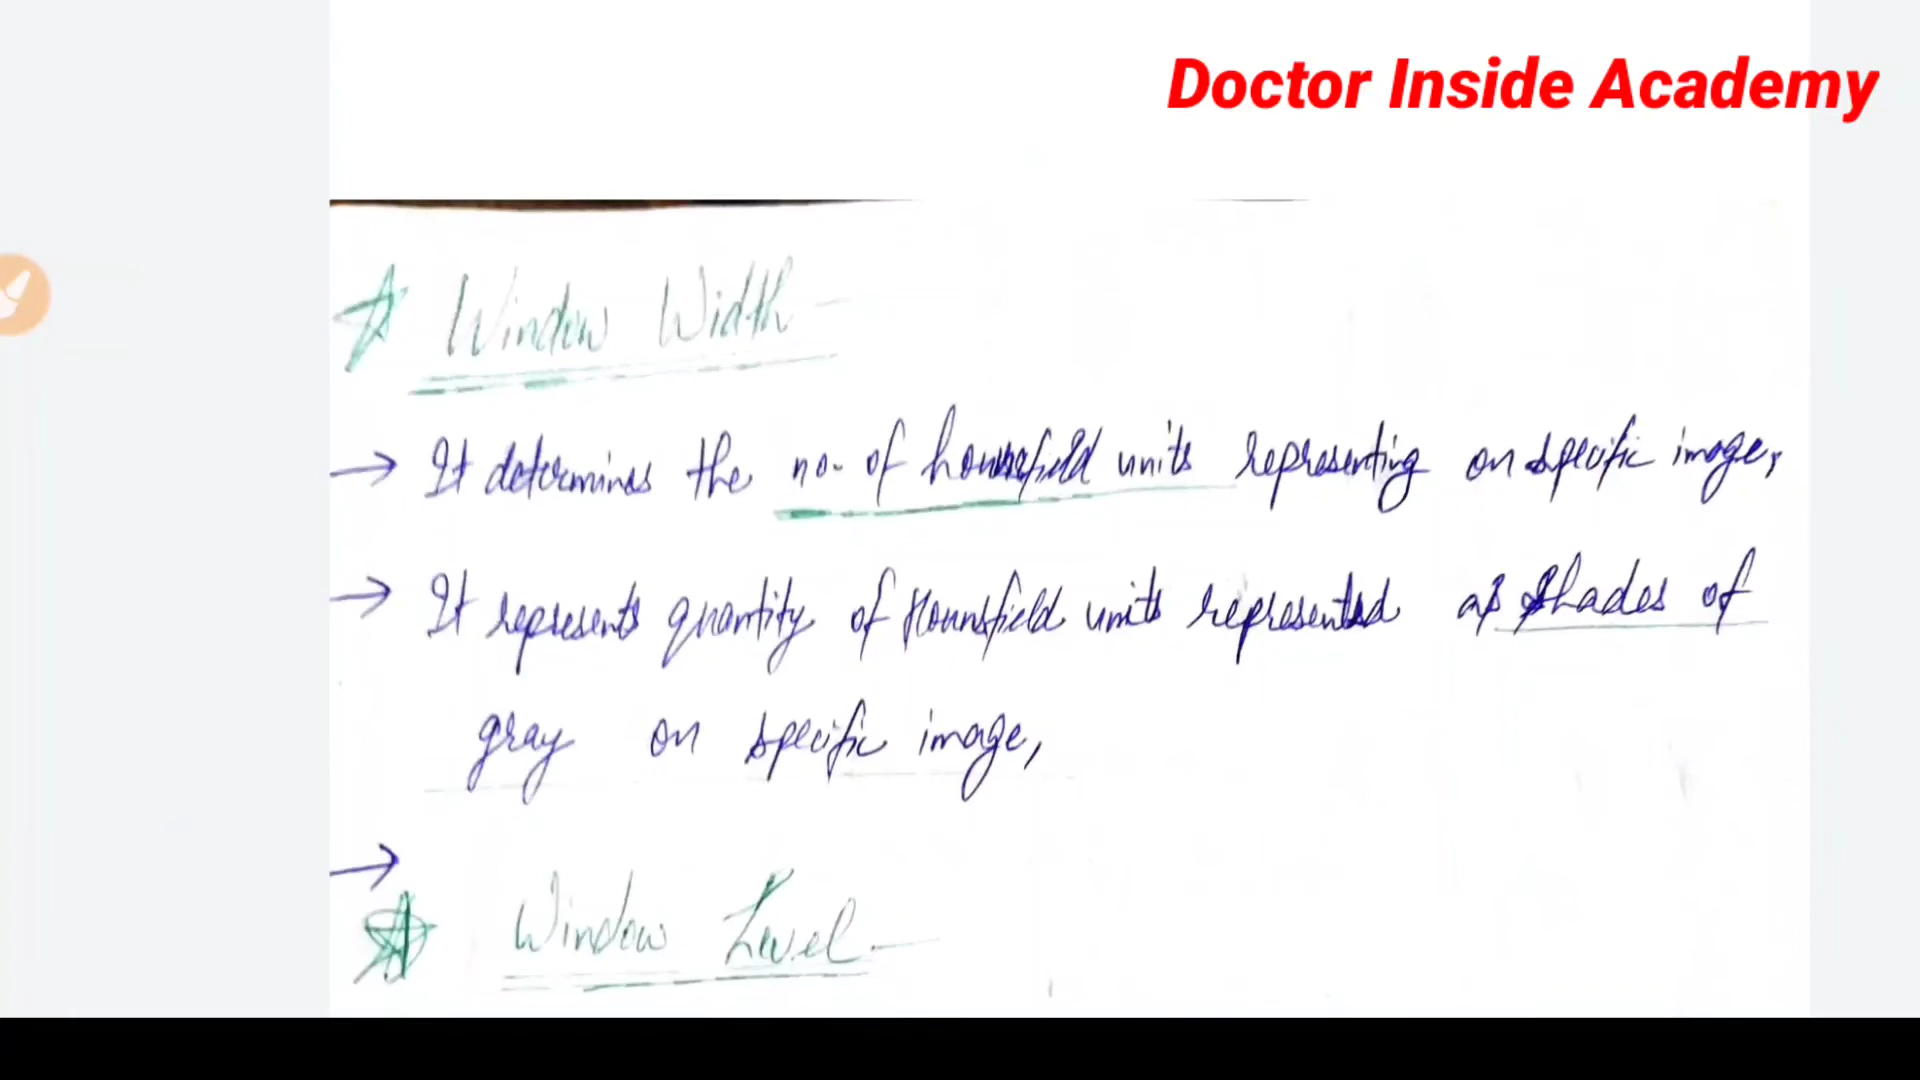 Doctor Inside Academy
Window Width -
→ It determines the no. of hounsfield units representing on specific image,
→ It represents quantity of Hounsfield units represented as shades of
gray on specific image,
→
Window Level -